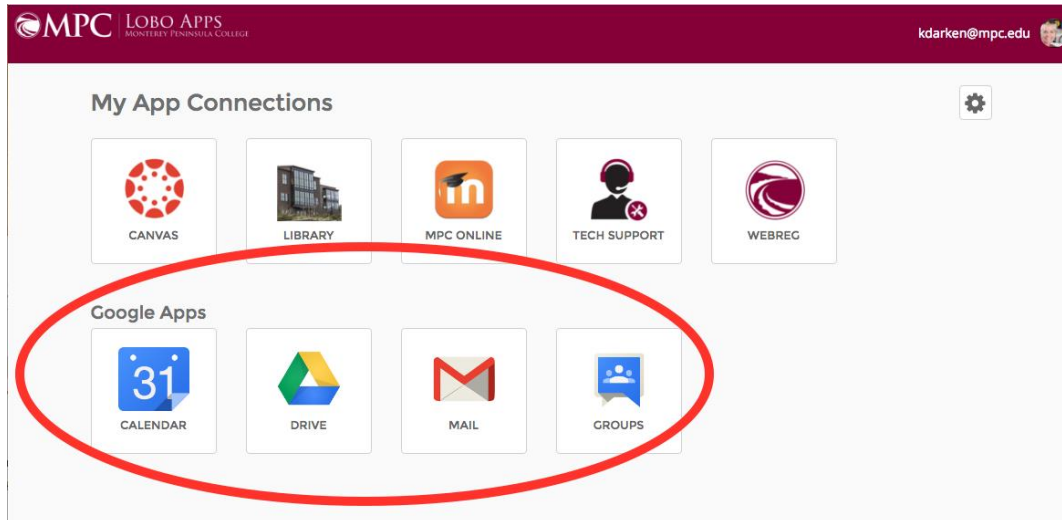 MPC LOBO APPS
MONTEREY PENINSULA COLLEGE
kdarken@mpc.edu
My App Connections
CANVAS LIBRARY MPC ONLINE TECH SUPPORT WEBREG
Google Apps
31
CALENDAR DRIVE MAIL GROUPS